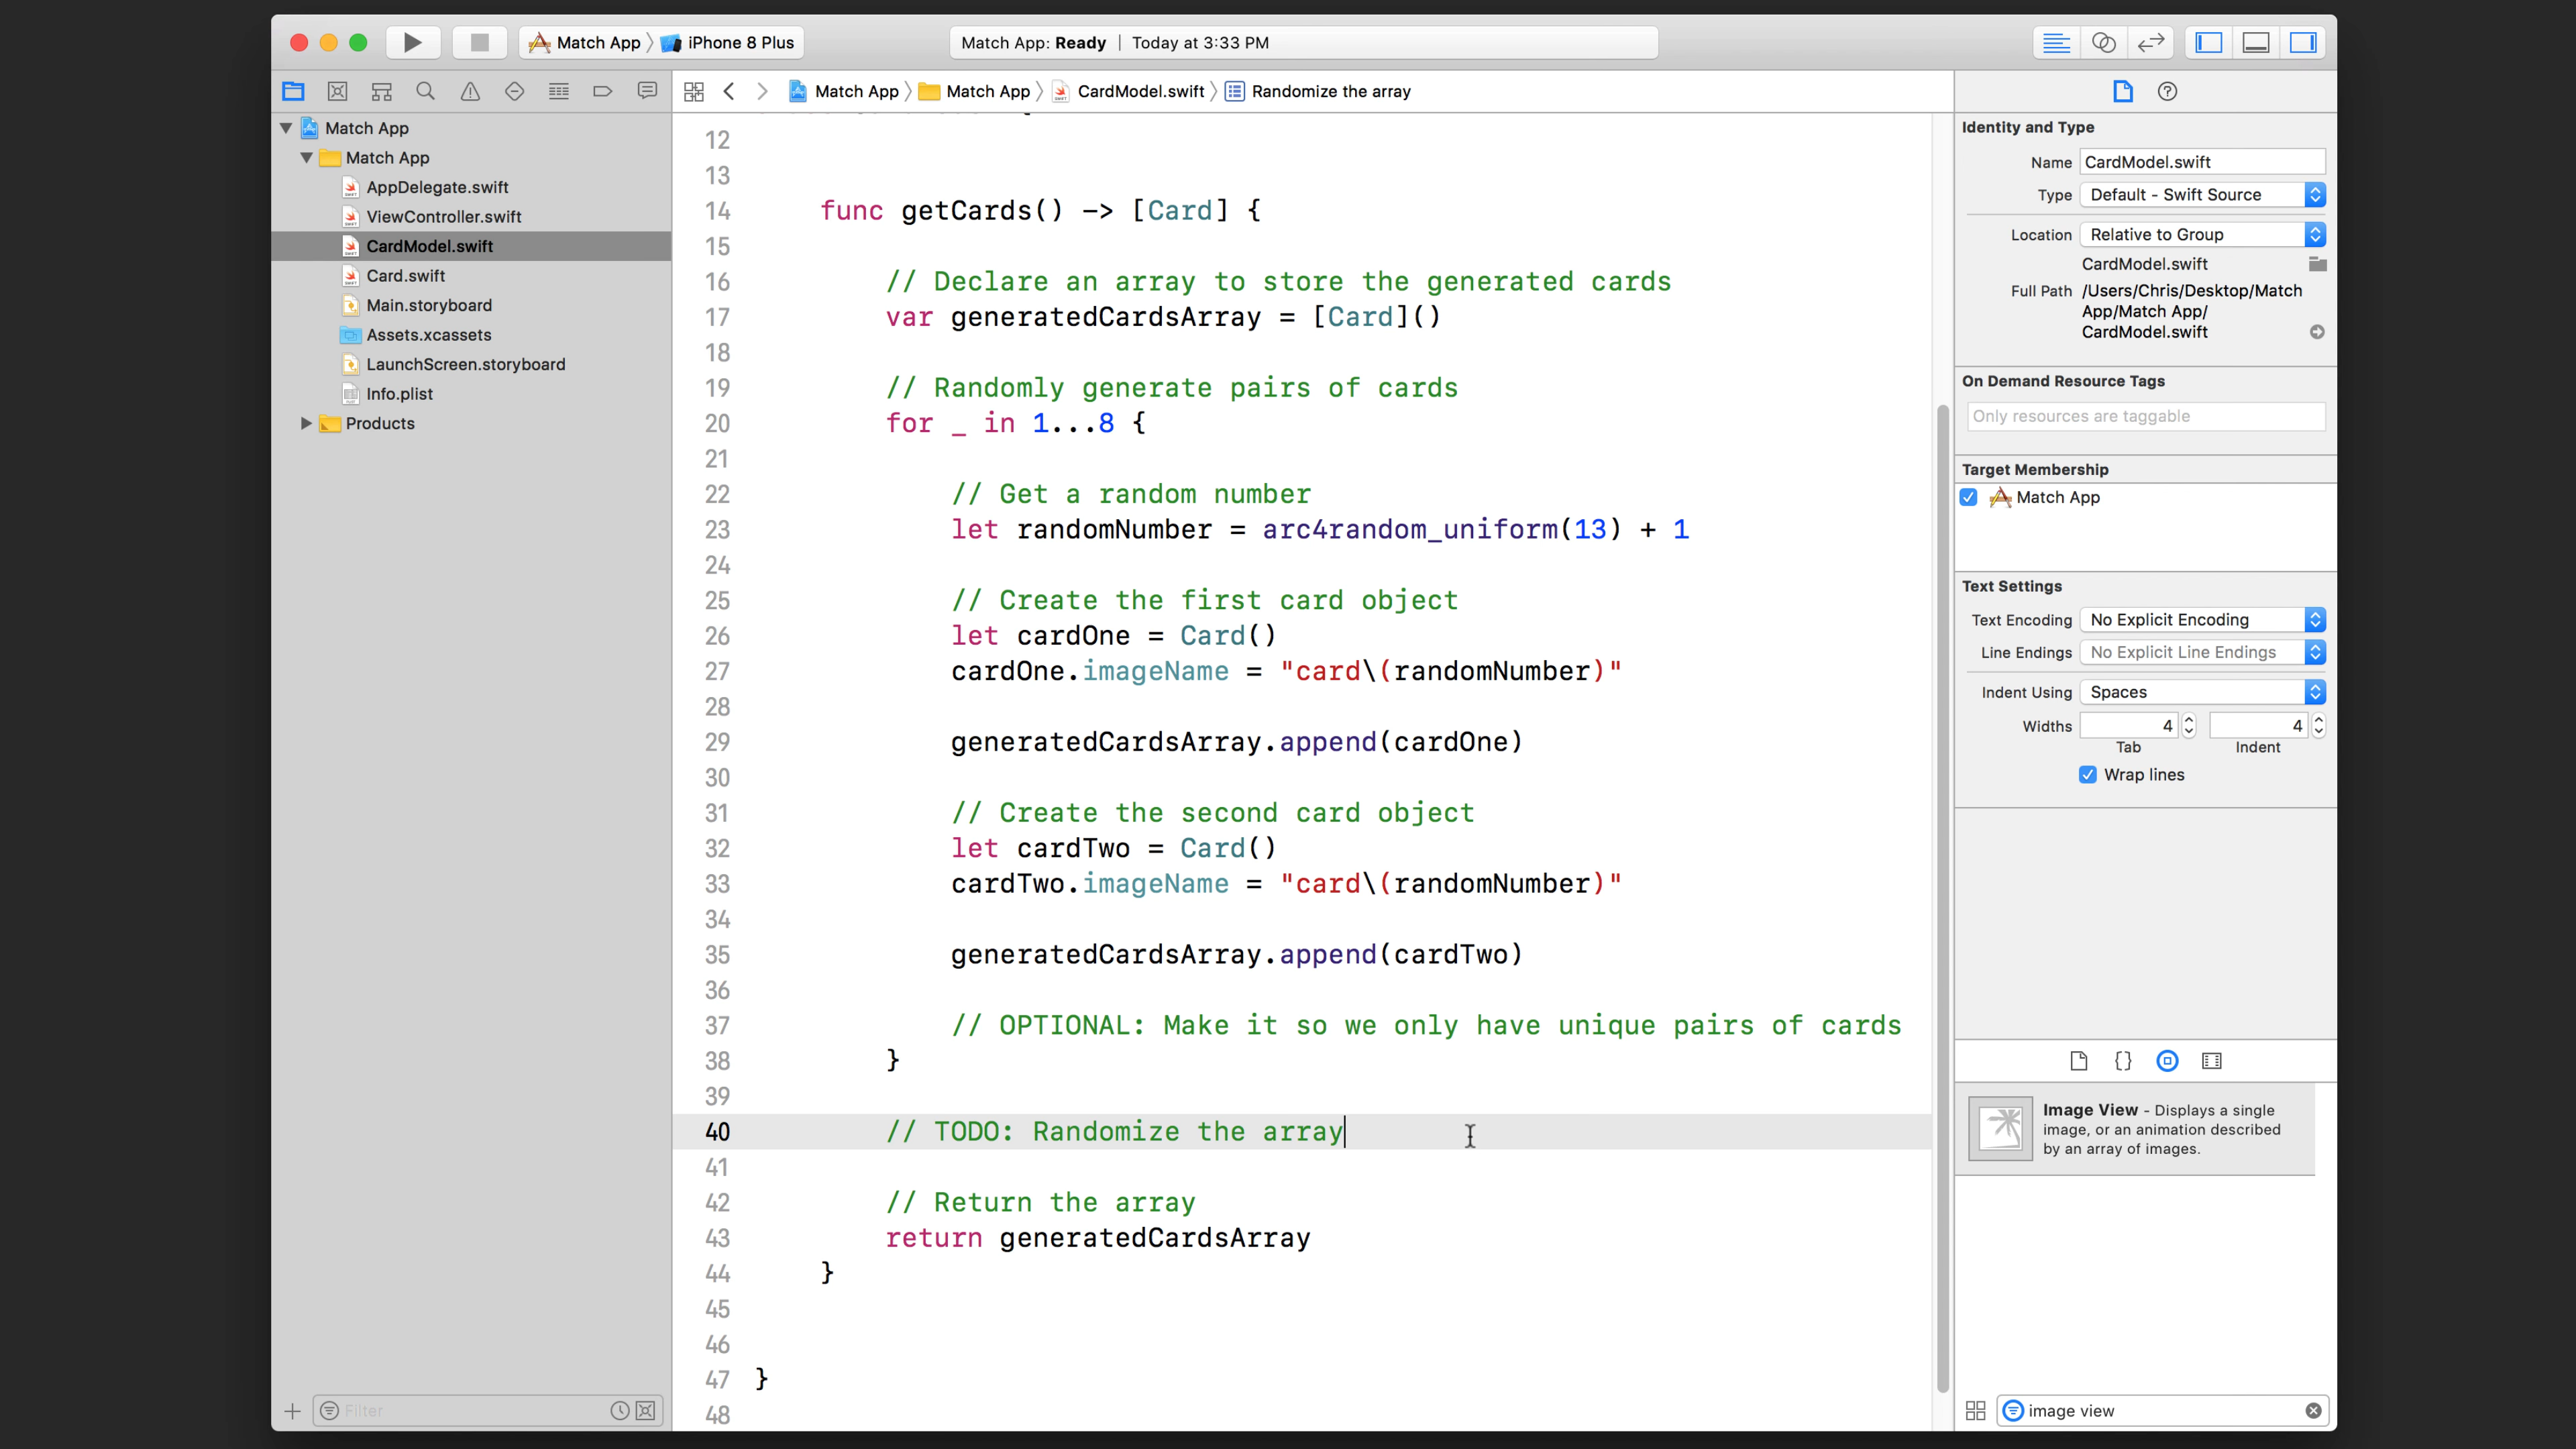 Match App
iPhone 8 Plus
Match App: Ready | Today at 3:33 PM
Match App
Match App
CardModel.swift
Randomize the array
Match App
Match App
AppDelegate.swift
ViewController.swift
CardModel.swift
Card.swift
Main.storyboard
Assets.xcassets
LaunchScreen.storyboard
Info.plist
Products
Filter
12
13
14 func getCards() -> [Card] {
15
16 // Declare an array to store the generated cards
17 var generatedCardsArray = [Card]()
18
19 // Randomly generate pairs of cards
20 for _ in 1...8 {
21
22 // Get a random number
23 let randomNumber = arc4random_uniform(13) + 1
24
25 // Create the first card object
26 let cardOne = Card()
27 cardOne.imageName = "card\(randomNumber)"
28
29 generatedCardsArray.append(cardOne)
30
31 // Create the second card object
32 let cardTwo = Card()
33 cardTwo.imageName = "card\(randomNumber)"
34
35 generatedCardsArray.append(cardTwo)
36
37 // OPTIONAL: Make it so we only have unique pairs of cards
38 }
39
40 // TODO: Randomize the array
41
42 // Return the array
43 return generatedCardsArray
44 }
45
46
47 }
48
Identity and Type
Name CardModel.swift
Type Default - Swift Source
Location Relative to Group
CardModel.swift
Full Path /Users/Chris/Desktop/Match
App/Match App/
CardModel.swift
On Demand Resource Tags
Only resources are taggable
Target Membership
Match App
Text Settings
Text Encoding No Explicit Encoding
Line Endings No Explicit Line Endings
Indent Using Spaces
Widths 4 4
Tab Indent
Wrap lines
{}
Image View - Displays a single
image, or an animation described
by an array of images.
image view